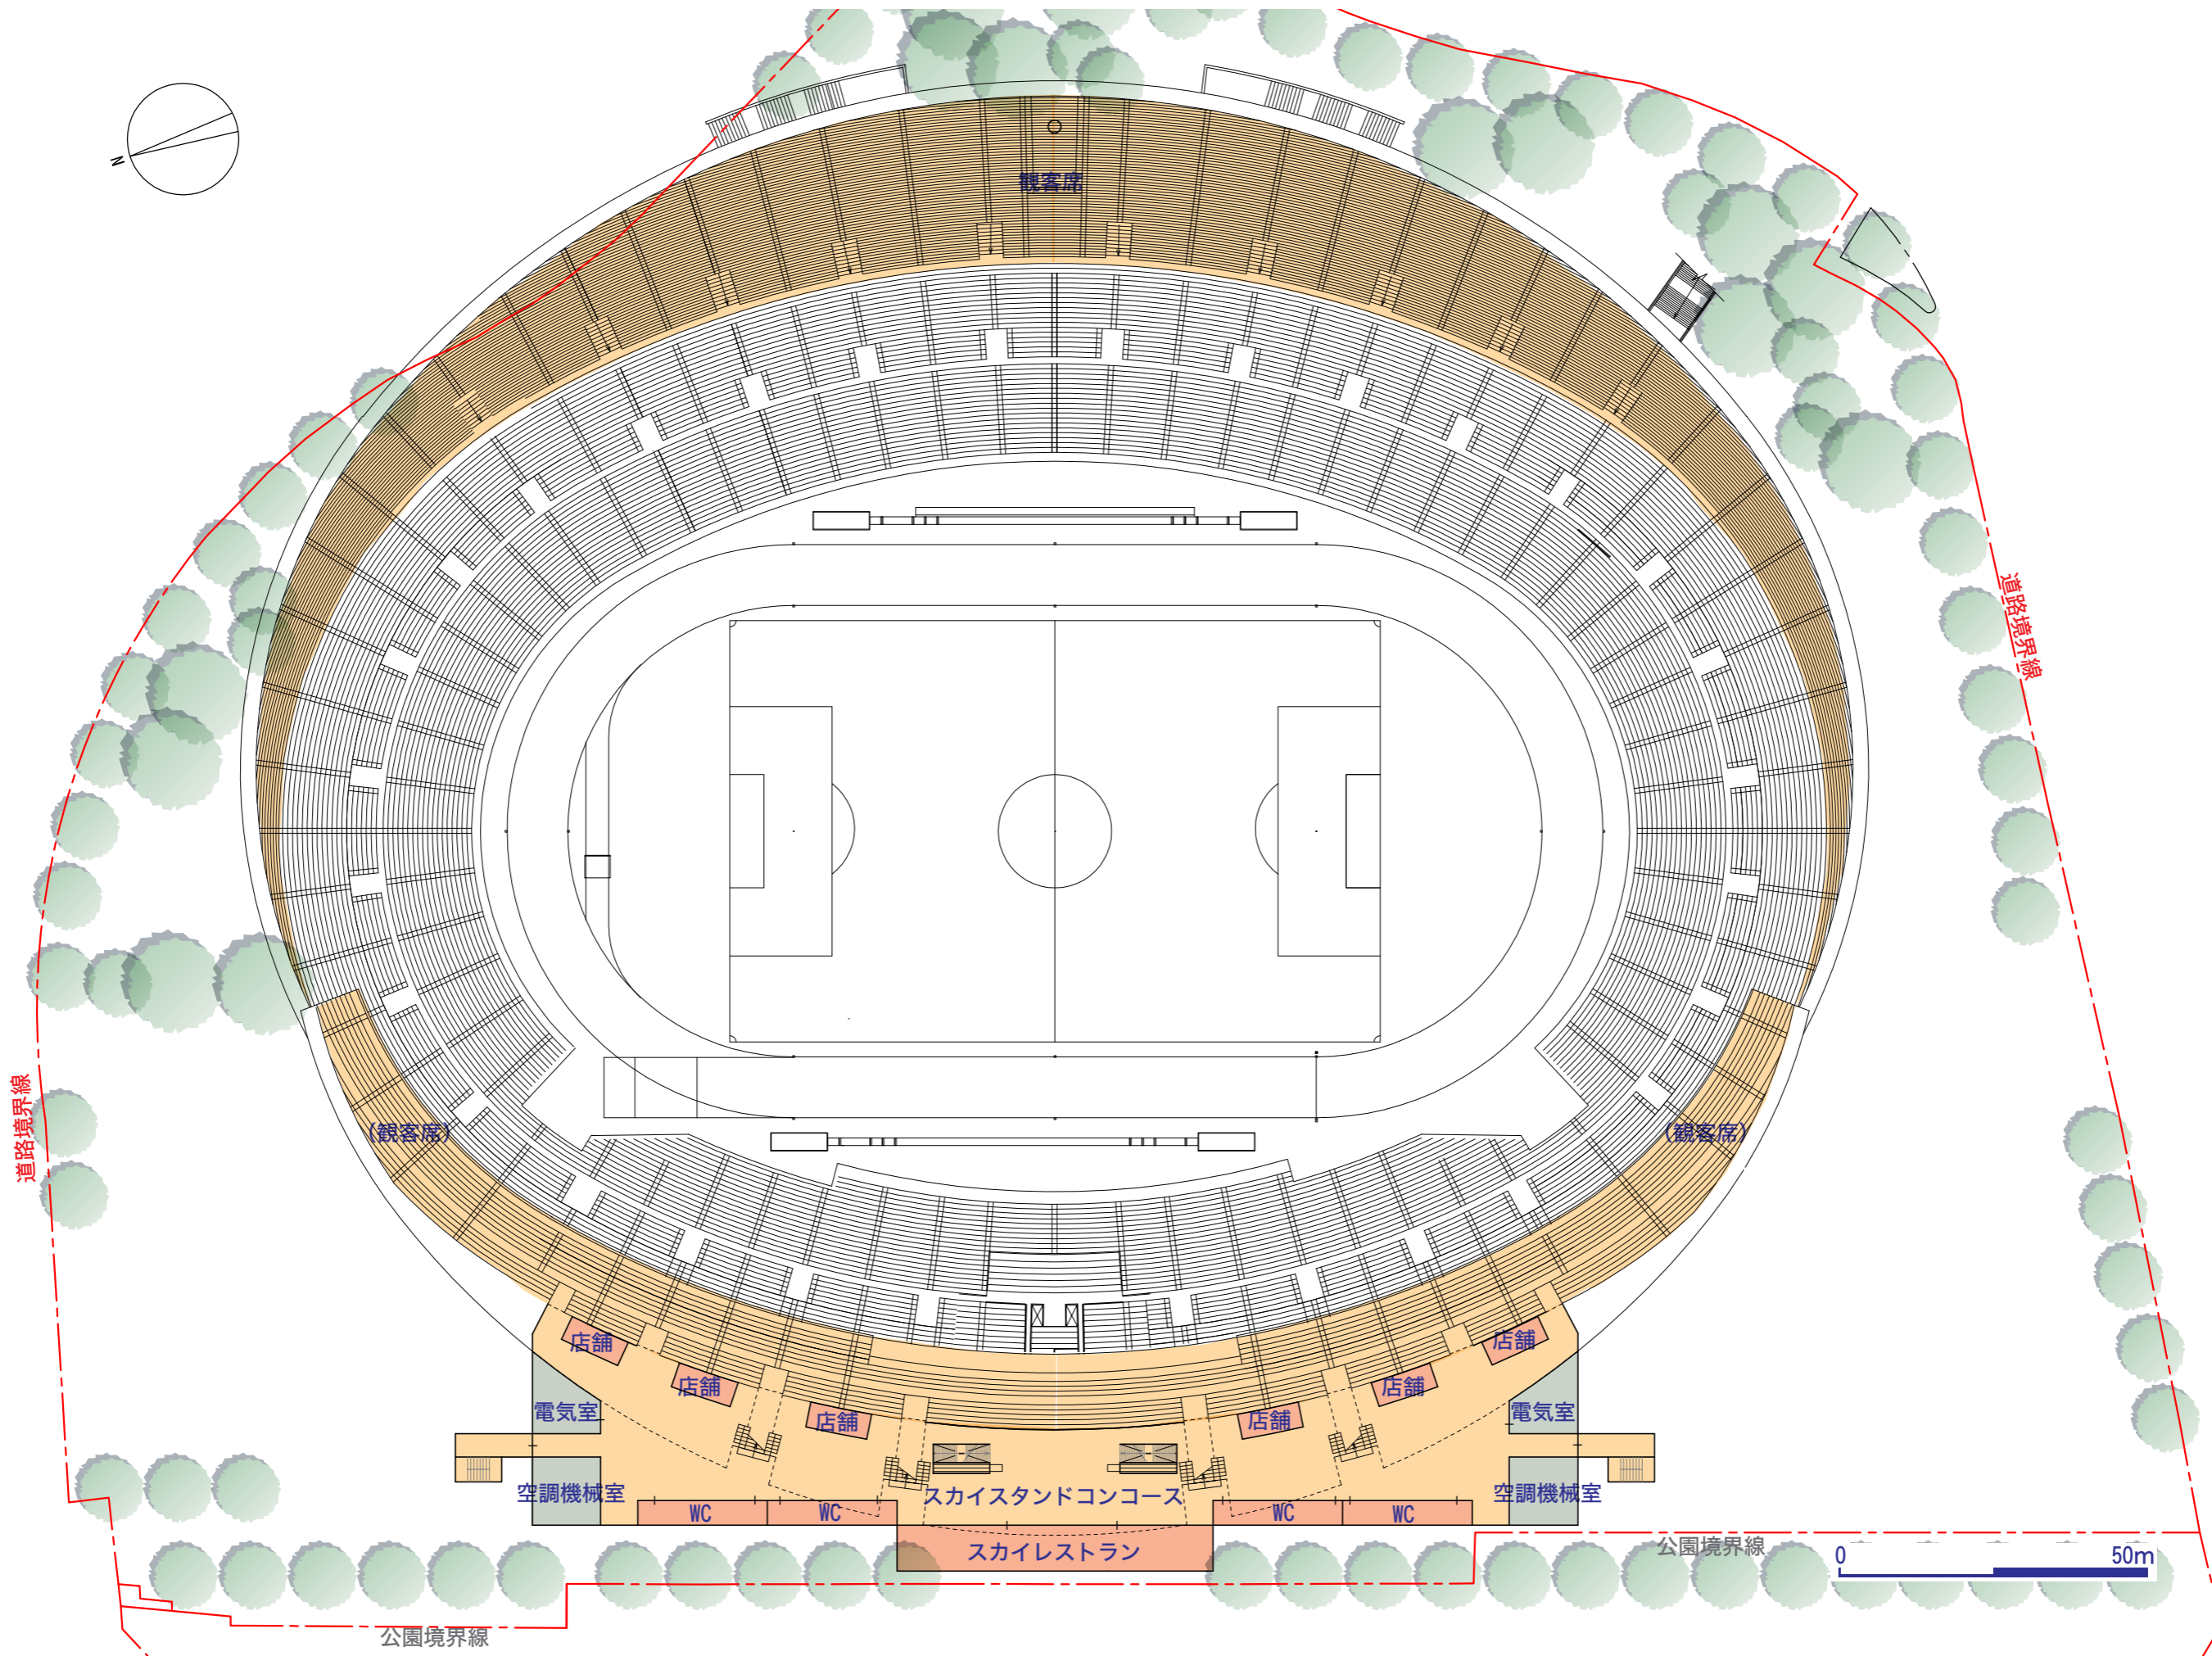 N
観客席
道路境界線
道路境界線
(観客席)
(観客席)
店舗
店舗
店舗
店舗
店舗
店舗
電気室
電気室
空調機械室
空調機械室
スカイスタンドコンコース
WC
WC
WC
WC
スカイレストラン
公園境界線
0
50m
公園境界線